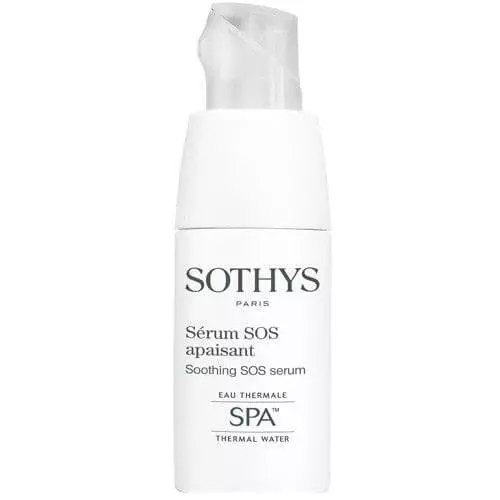 SOTHYS
PARIS
Sérum SOS
apaisant
Soothing SOS serum
EAU THERMALE
SPA™
THERMAL WATER